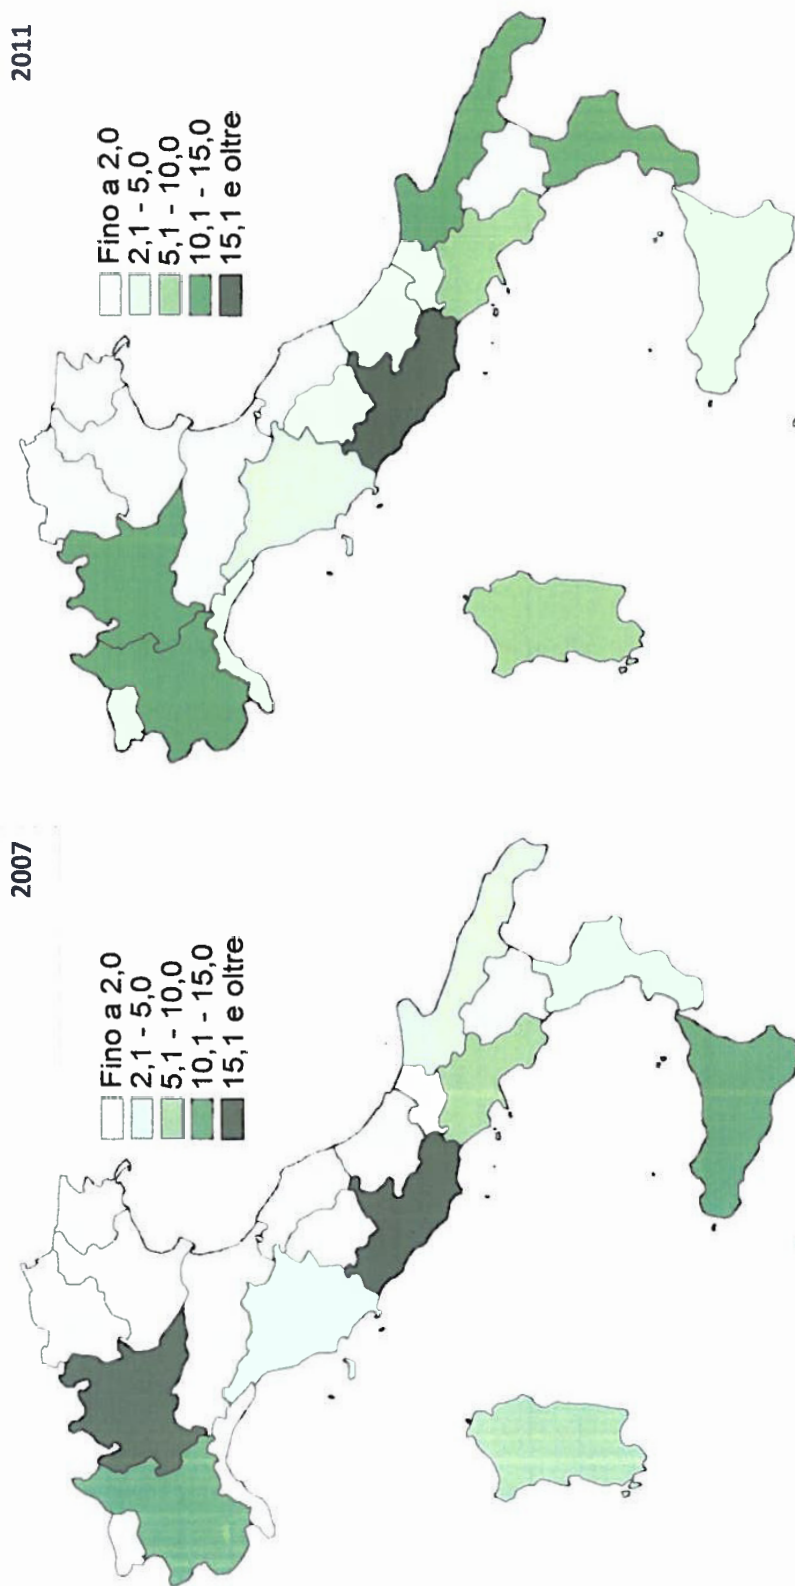 2007
Fino a 2,0
2,1 - 5,0
5,1 - 10,0
10,1 - 15,0
15,1 e oltre
2011
Fino a 2,0
2,1 - 5,0
5,1 - 10,0
10,1 - 15,0
15,1 e oltre